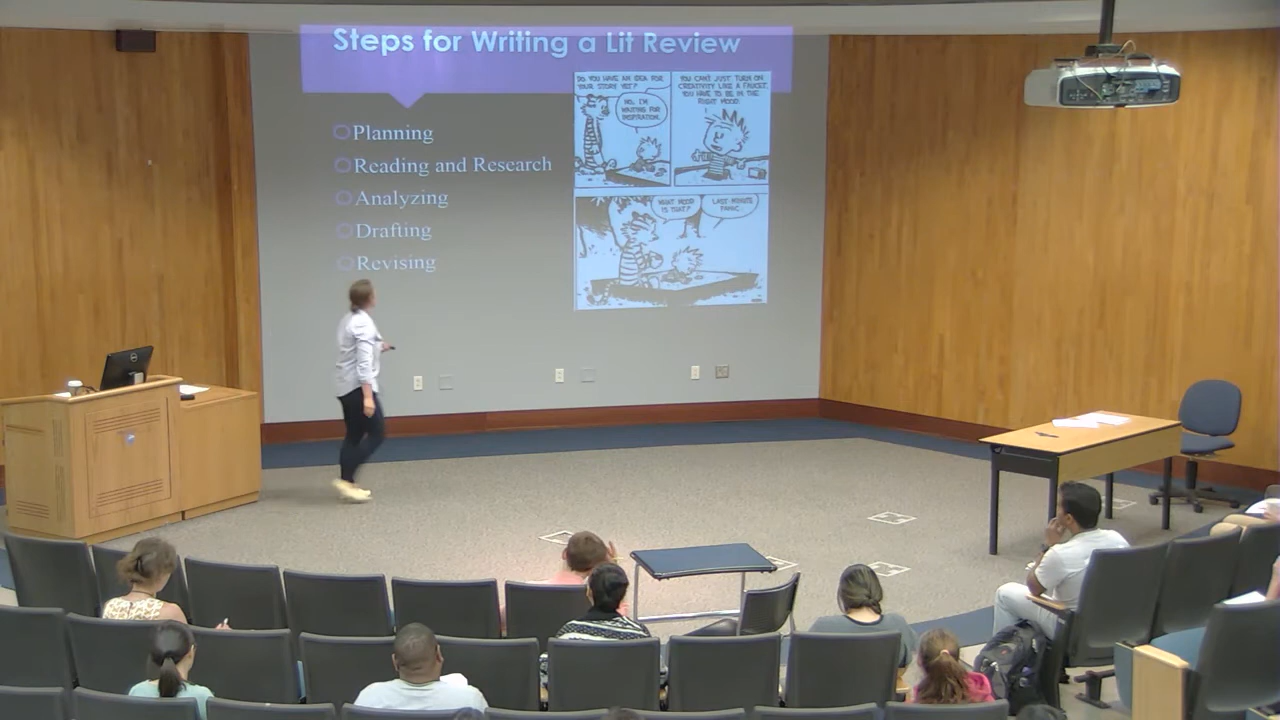 Steps for Writing a Lit Review
Planning
Reading and Research
Analyzing
Drafting
Revising
DO YOU HAVE AN IDEA FOR
YOUR STORY YET?
NO, I'M
WAITING FOR
INSPIRATION.
YOU CAN'T JUST TURN ON
CREATIVITY LIKE A FAUCET.
YOU HAVE TO BE IN THE
RIGHT MOOD.
WHAT MOOD
IS THAT?
LAST-MINUTE
PANIC.